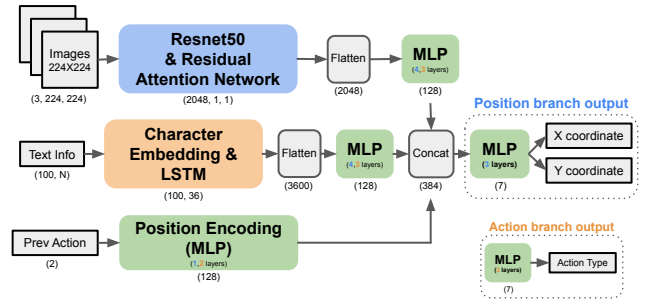 Images
224X224
(3, 224, 224)
Resnet50
& Residual
Attention Network
(2048, 1, 1)
Flatten
(2048)
MLP
(4,3 layers)
(128)
Text Info
(100, N)
Character
Embedding &
LSTM
(100, 36)
Flatten
(3600)
MLP
(4,3 layers)
(128)
Concat
(384)
Position branch output
MLP
(3 layers)
(7)
X coordinate
Y coordinate
Prev Action
(2)
Position Encoding
(MLP)
(1,2 layers)
(128)
Action branch output
MLP
layers)
(7)
Action Type